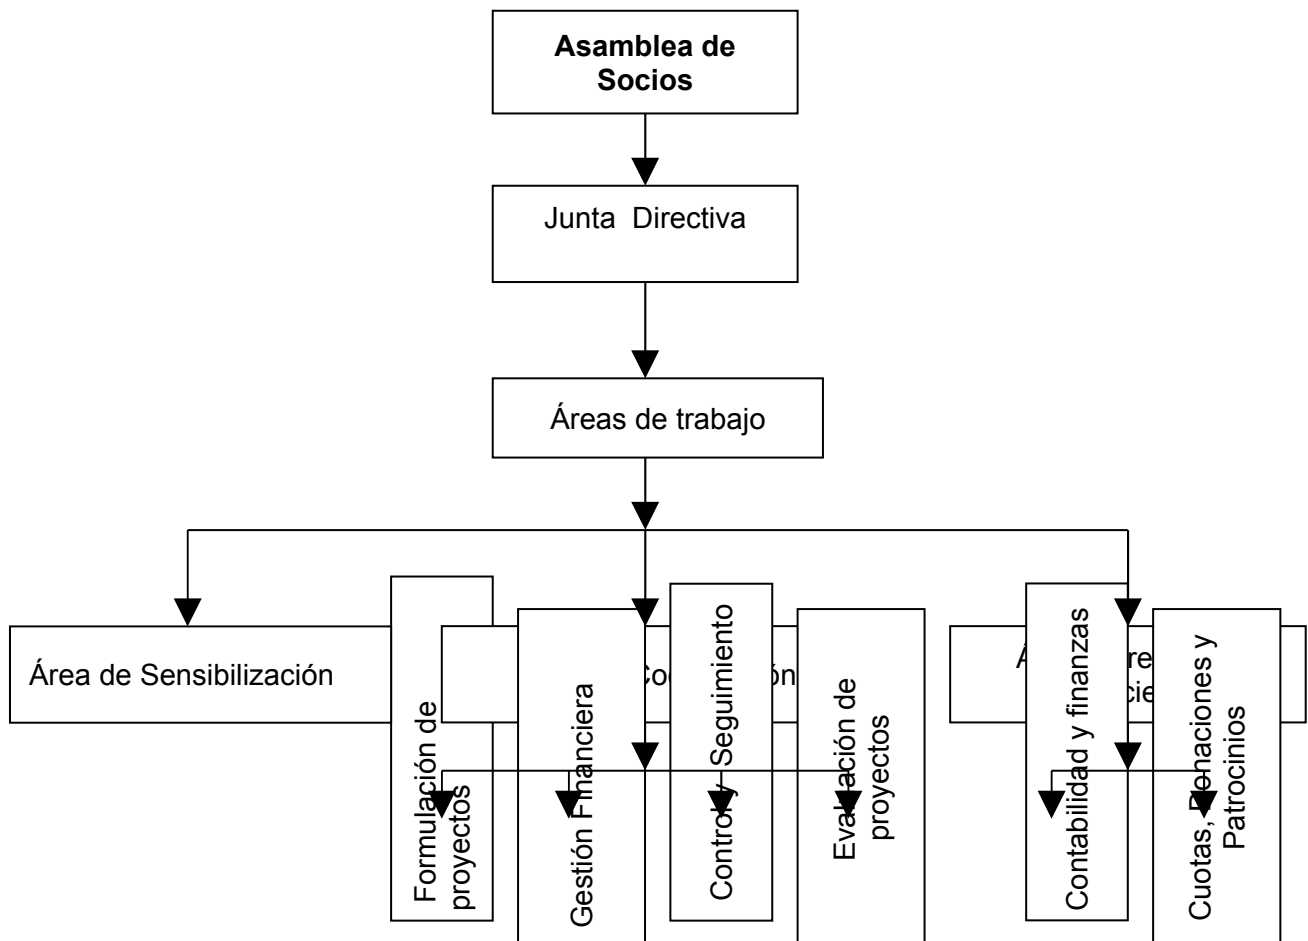 Asamblea de
Socios
Junta Directiva
Áreas de trabajo
Área de Sensibilización
Formulación de
proyectos
Gestión Financiera
Control y Seguimiento
Evaluación de
proyectos
Contabilidad y finanzas
Cuotas, Donaciones y
Patrocinios